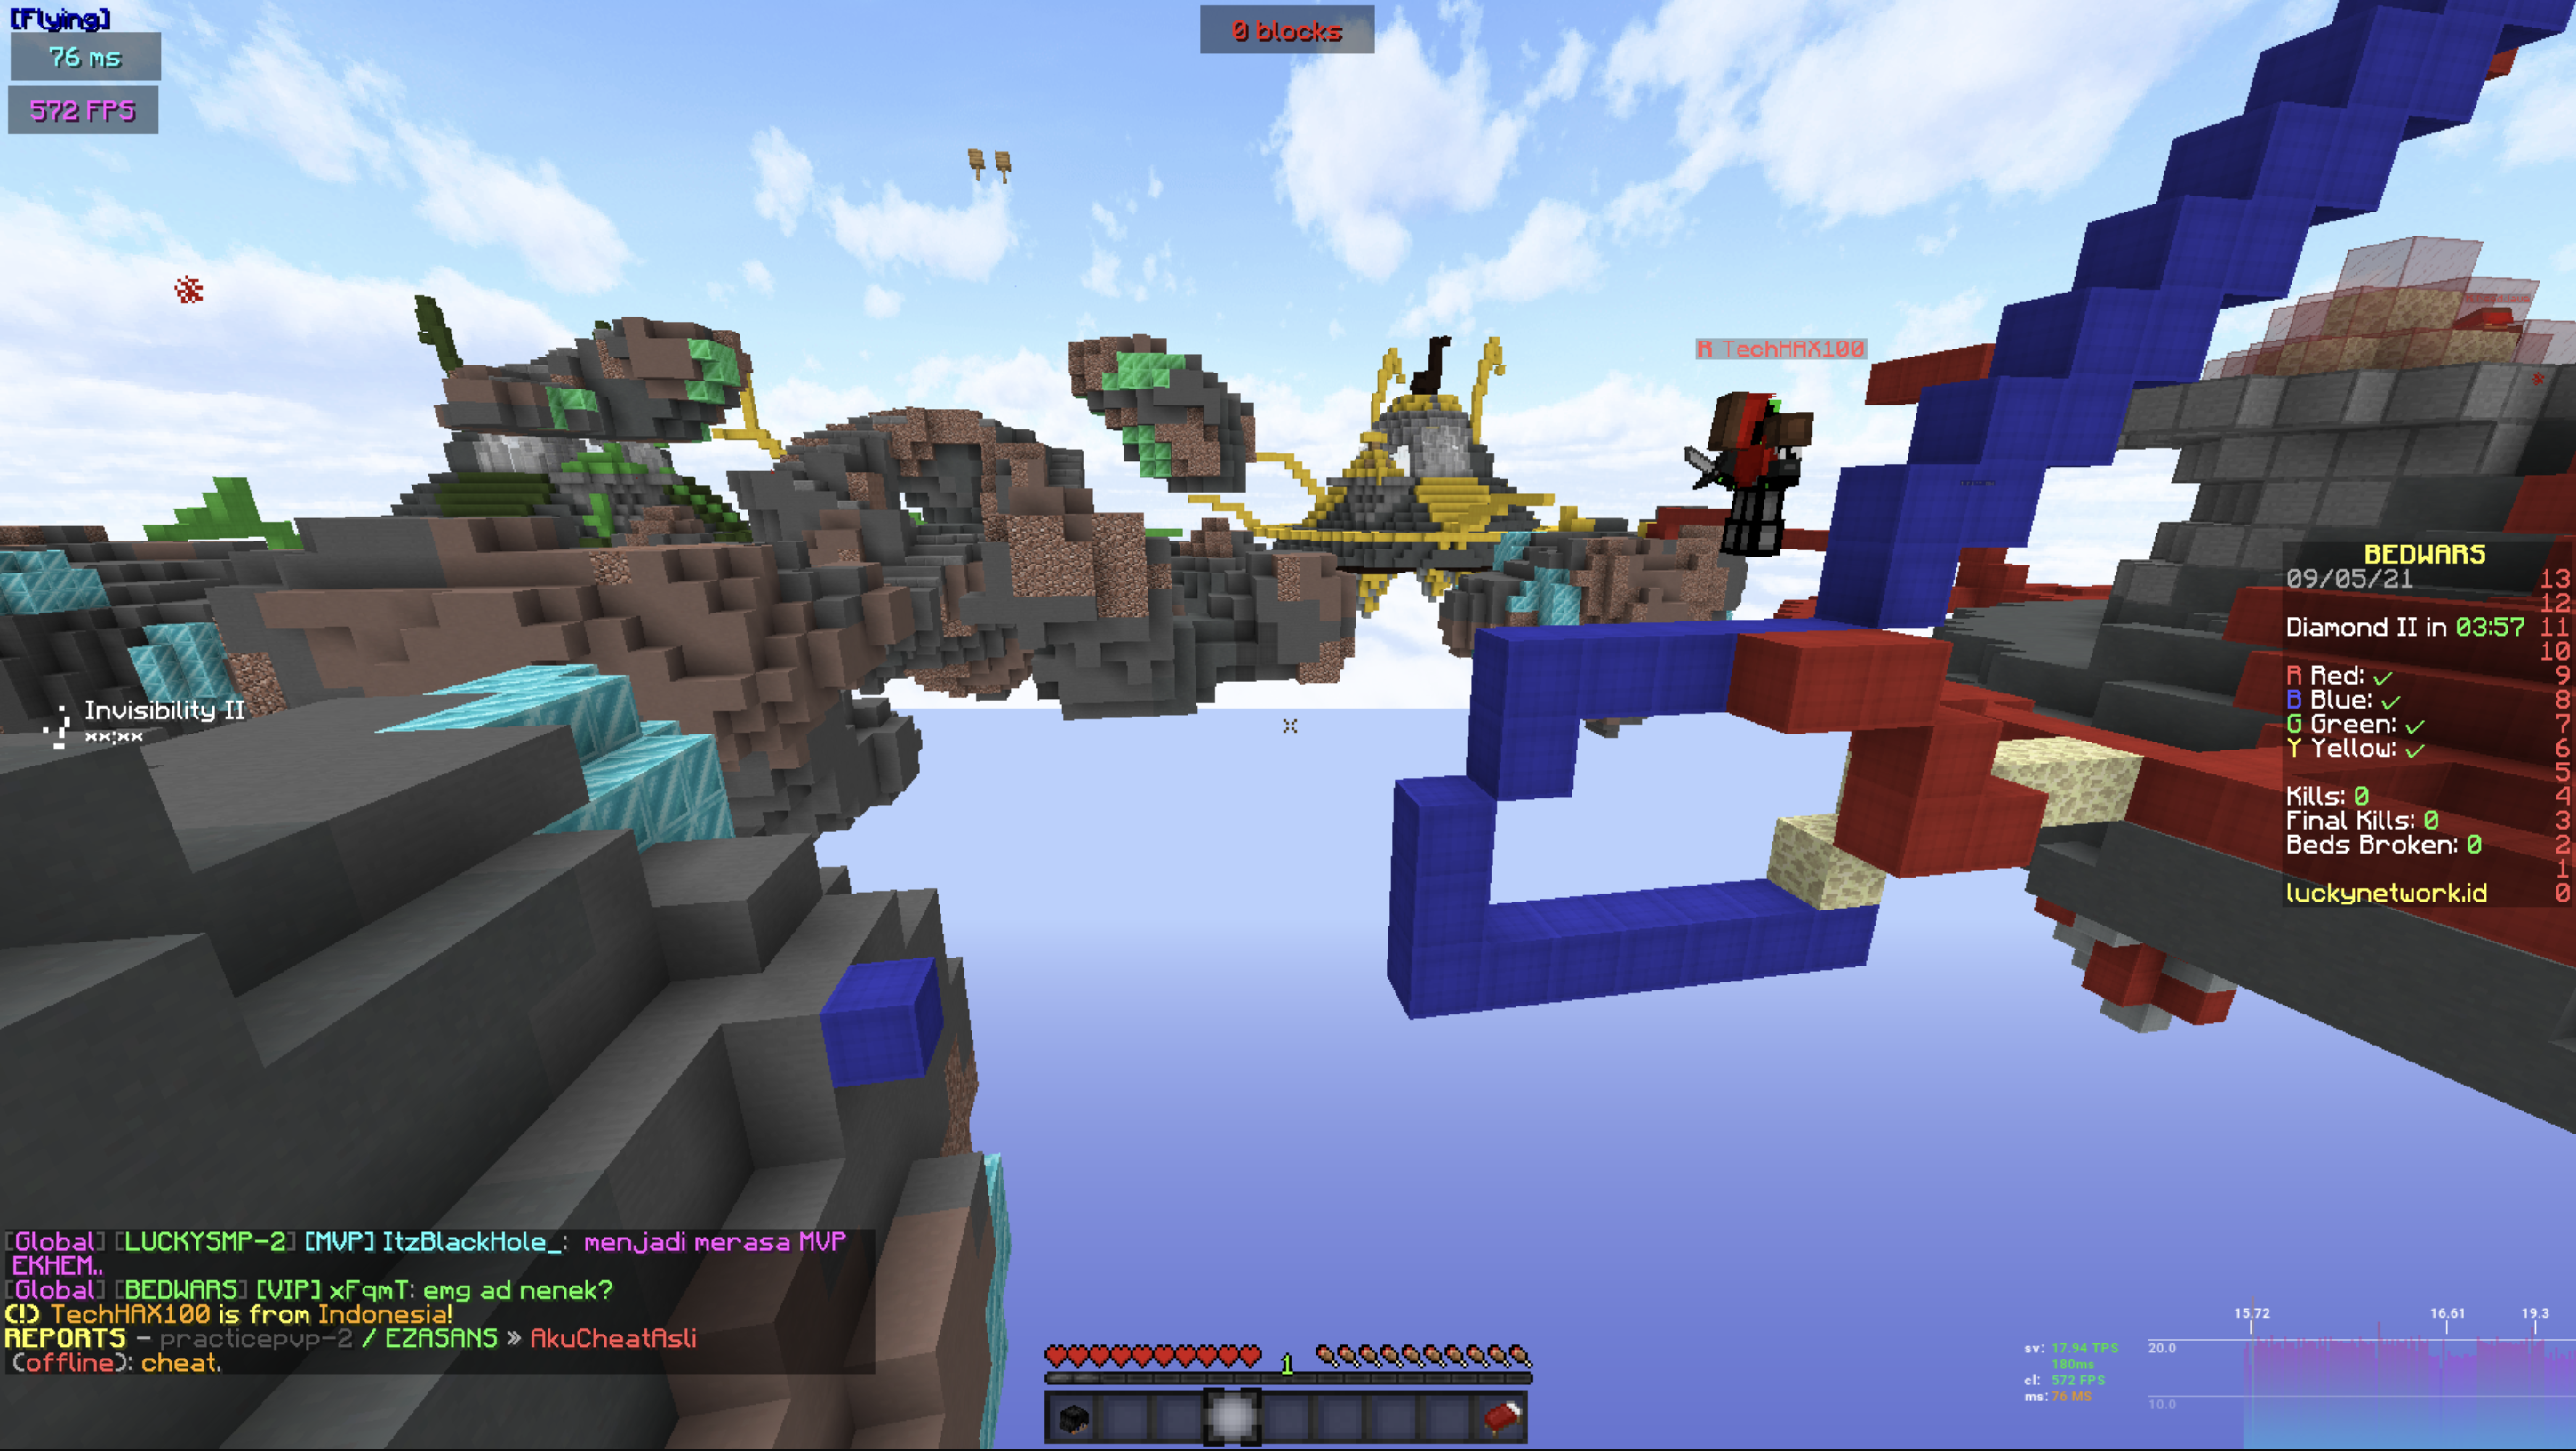 [Flying]
76 ms
572 FPS
0 blocks
R TechHAX100
BEDWARS
09/05/21 13
12
Diamond II in 03:57 11
10
R Red: ✓ 9
B Blue: ✓ 8
G Green: ✓ 7
Y Yellow: ✓ 6
5
Kills: 0 4
Final Kills: 0 3
Beds Broken: 0 2
1
luckynetwork.id 0
Invisibility II
**:**
[Global] [LUCKYSMP-2] [MVP] ItzBlackHole_: menjadi merasa MVP
EKHEM..
[Global] [BEDWARS] [VIP] xFqmT: emg ad nenek?
(!) TechHAX100 is from Indonesia!
REPORTS - practicepvp-2 / EZASANS » AkuCheatAsli
(offline): cheat.
1
15.72 16.61 19.3
sv: 17.94 TPS 20.0
180ms
cl: 572 FPS
ms: 76 MS 10.0